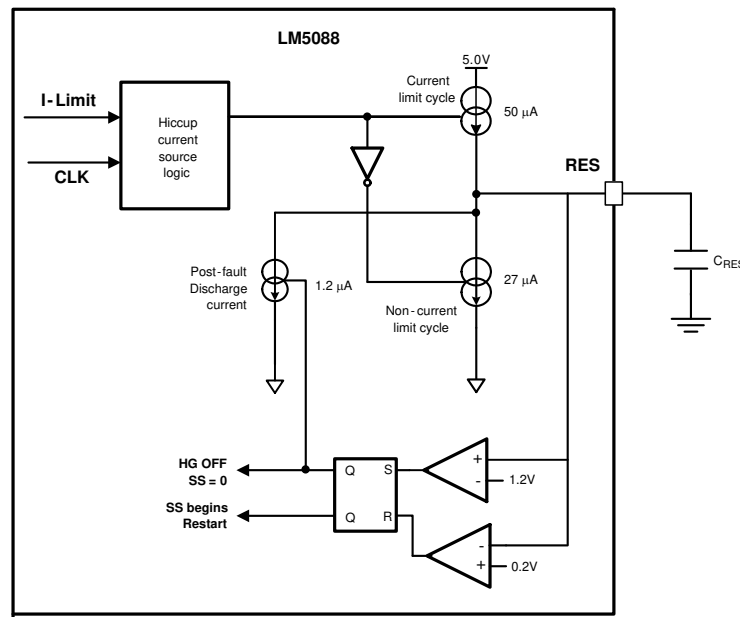 LM5088
5.0V
Current
limit cycle
50 µA
I-Limit
CLK
Hiccup
current
source
logic
RES
C_RES
Post-fault
Discharge
current
1.2 µA
27 µA
Non-current
limit cycle
HG OFF
SS = 0
Q
S
+
-
1.2V
SS begins
Restart
Q
R
-
+
0.2V